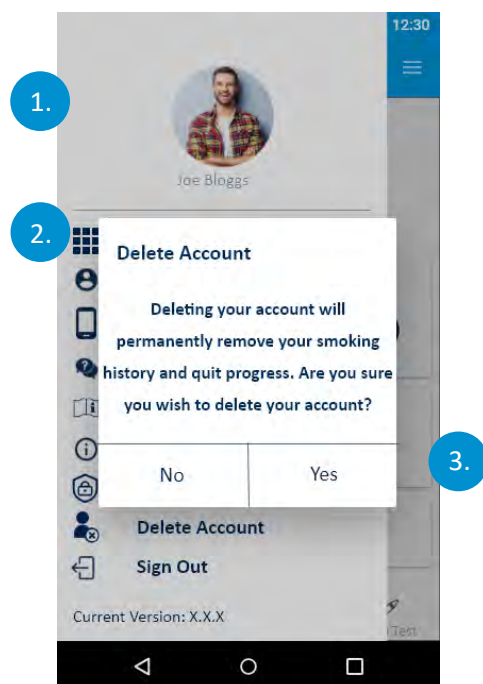 12:30
1.
Joe Bloggs
2.
Delete Account
Deleting your account will
permanently remove your smoking
history and quit progress. Are you sure
you wish to delete your account?
No Yes
3.
Delete Account
Sign Out
Current Version: X.X.X
Test